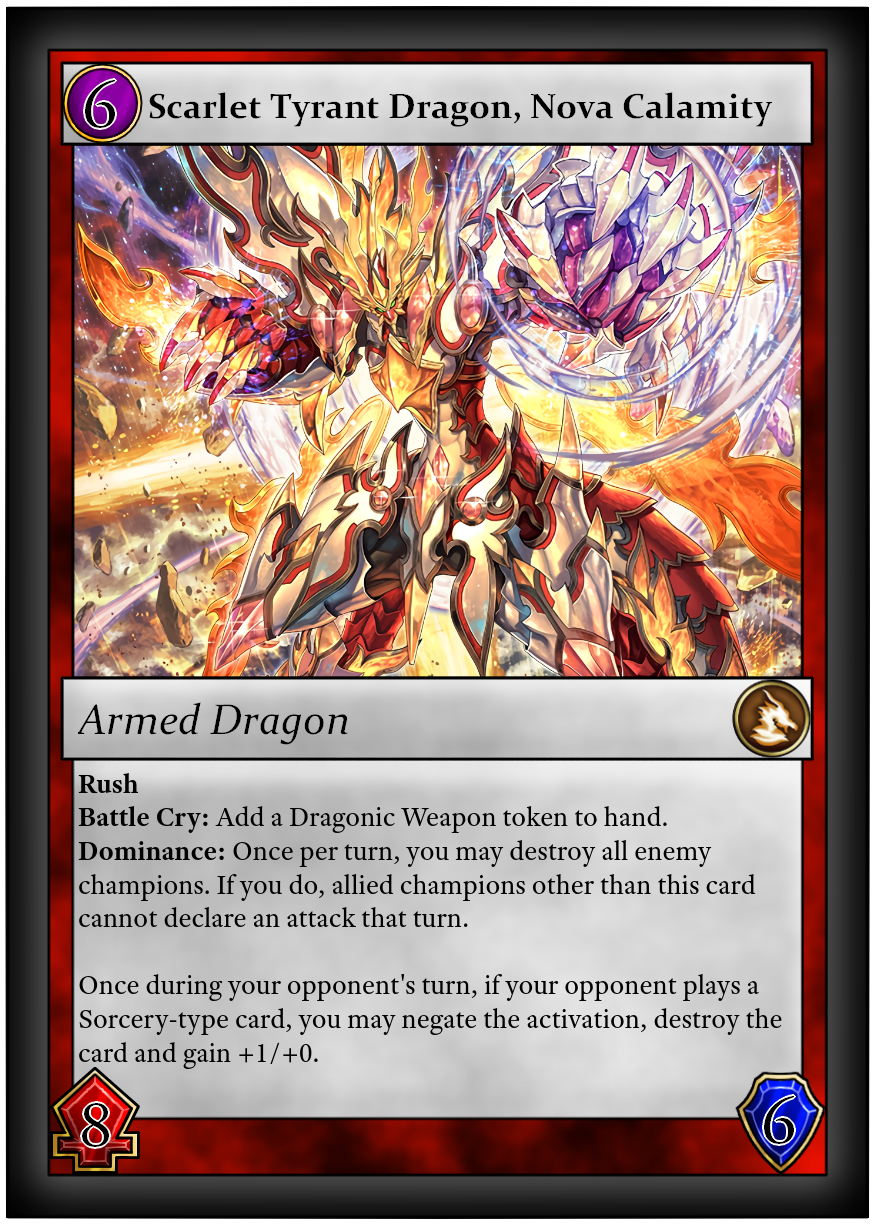 6
Scarlet Tyrant Dragon, Nova Calamity
Armed Dragon
Rush
Battle Cry: Add a Dragonic Weapon token to hand.
Dominance: Once per turn, you may destroy all enemy
champions. If you do, allied champions other than this card
cannot declare an attack that turn.
Once during your opponent's turn, if your opponent plays a
Sorcery-type card, you may negate the activation, destroy the
card and gain +1/+0.
8
6